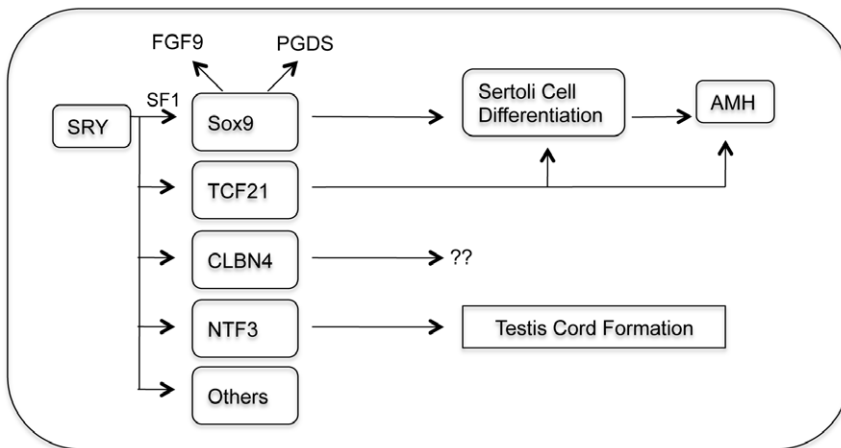 FGF9
PGDS
SF1
SRY
Sox9
Sertoli Cell
Differentiation
AMH
TCF21
CLBN4
??
NTF3
Testis Cord Formation
Others